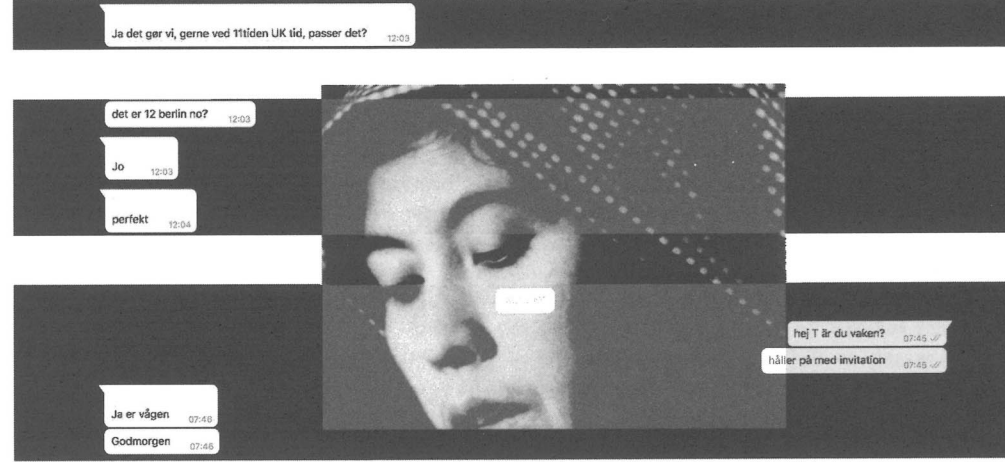 Ja det gør vi, gerne ved 11tiden UK tid, passer det? 12:03
det er 12 berlin no? 12:03
Jo 12:03
perfekt 12:04
hej T är du vaken? 07:45
håller på med invitation 07:45
Ja er vågen 07:46
Godmorgen 07:46